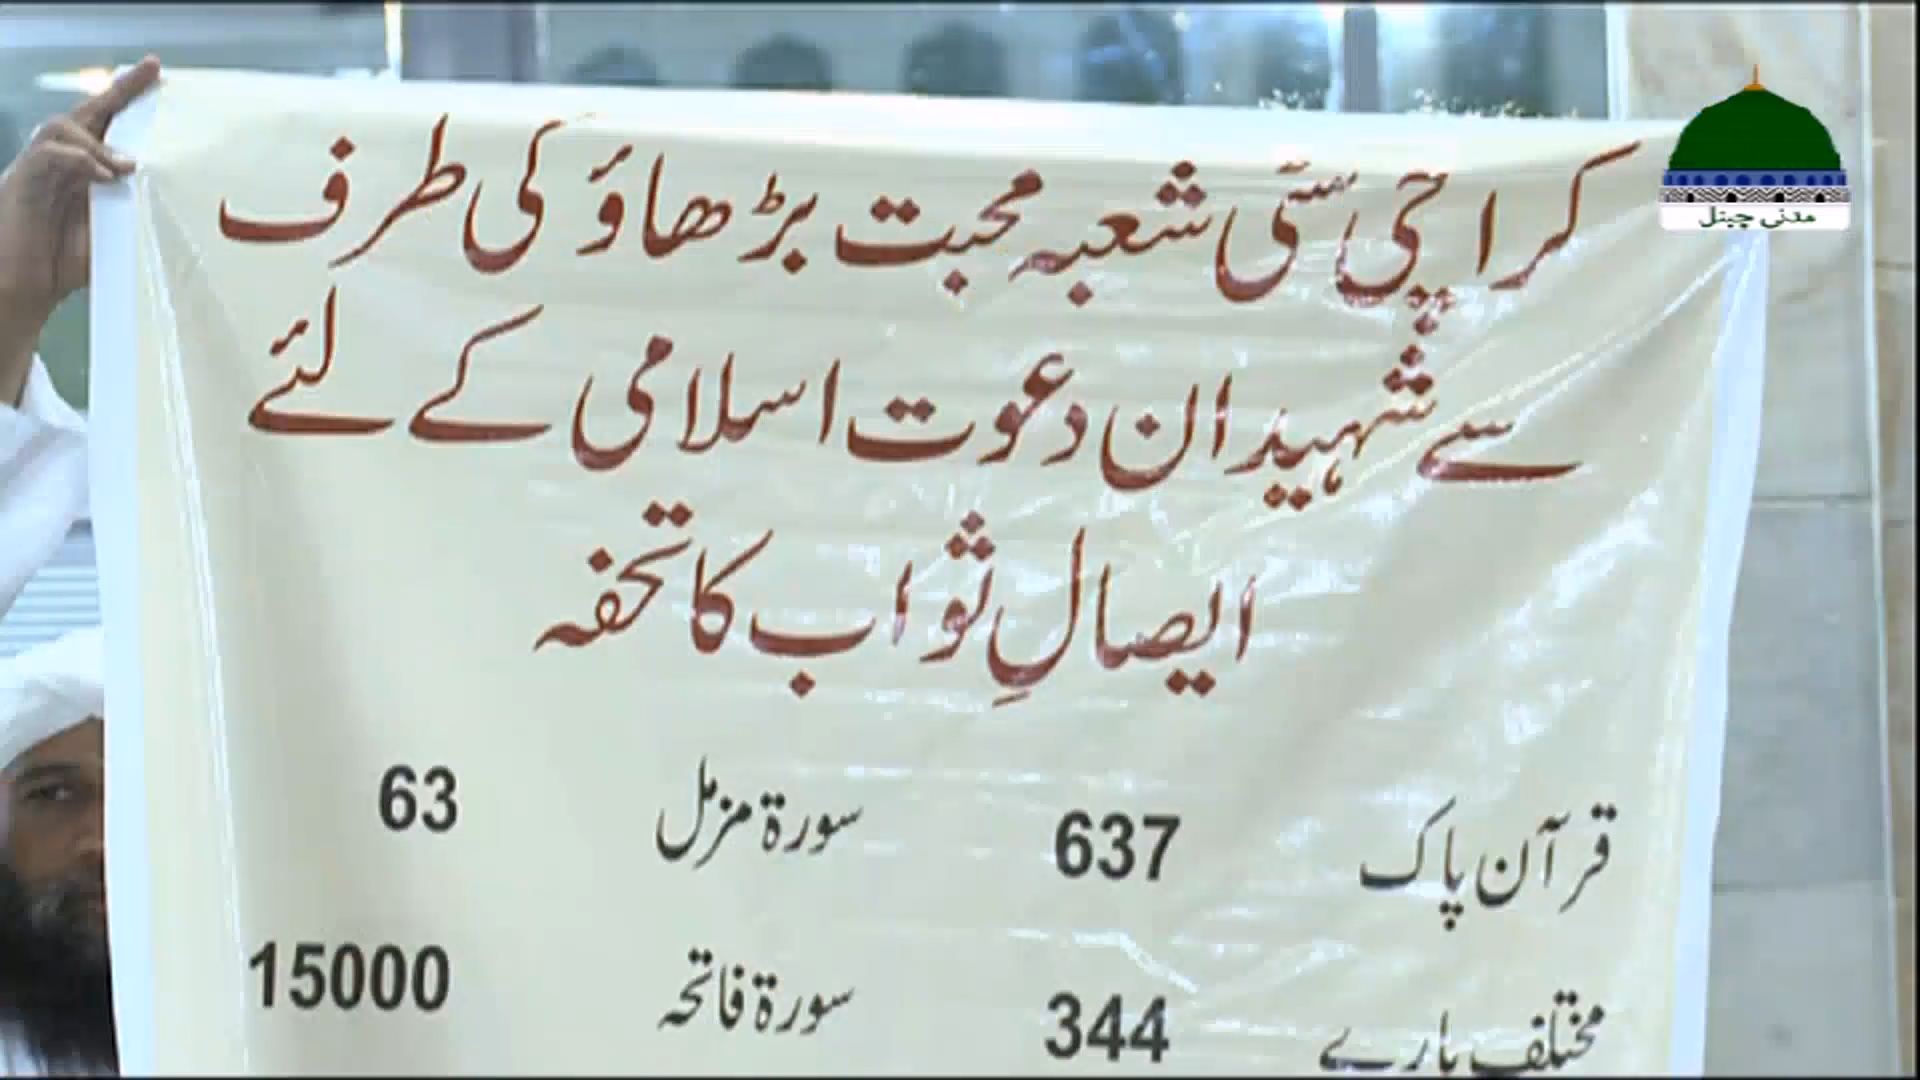 کراچی سٹی شعبہ محبت بڑھاؤ کی طرف
سے شہیدان دعوت اسلامی کے لئے
ایصالِ ثواب کا تحفہ
قرآن پاک 637 سورۃ مزمل 63
مختلف پارے 344 سورۃ فاتحہ 15000
مدنی چینل